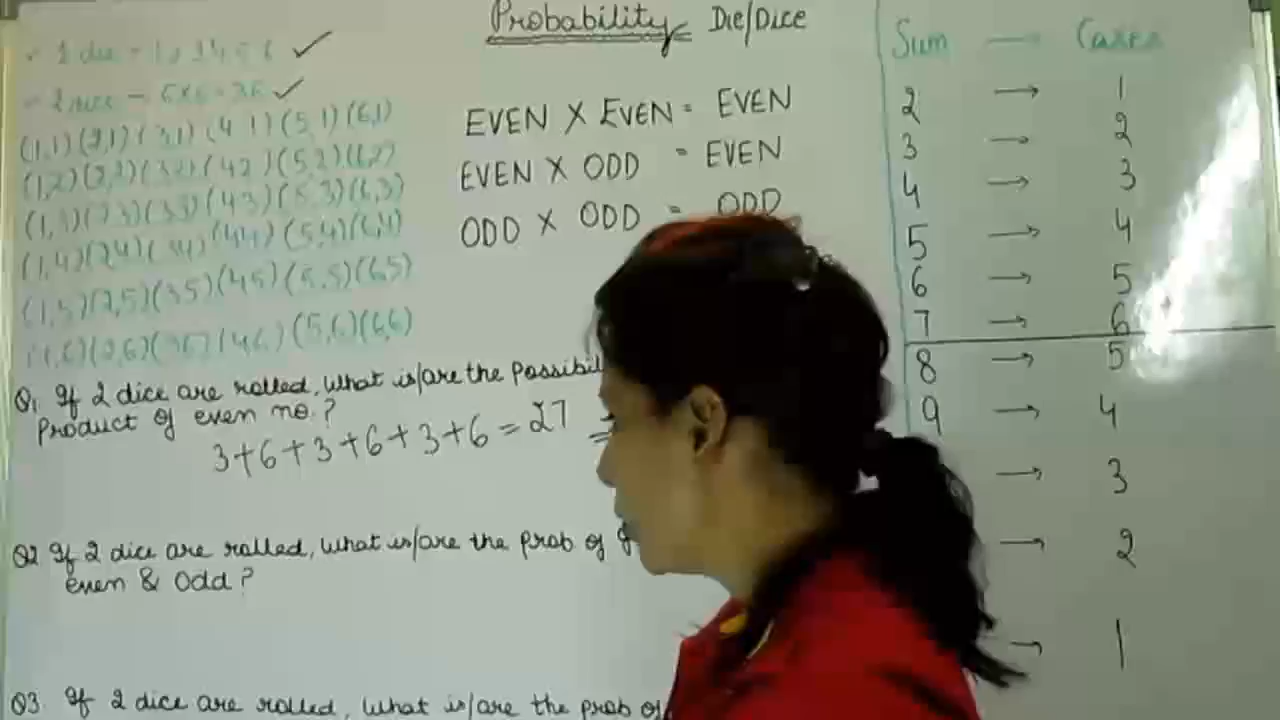 Probability Die/Dice
1 die - 1, 2, 3, 4, 5, 6 ✓
2 dice - 6×6=36 ✓
(1,1)(2,1)(3,1)(4,1)(5,1)(6,1)
(1,2)(2,2)(3,2)(4,2)(5,2)(6,2)
(1,3)(2,3)(3,3)(4,3)(5,3)(6,3)
(1,4)(2,4)(3,4)(4,4)(5,4)(6,4)
(1,5)(2,5)(3,5)(4,5)(5,5)(6,5)
(1,6)(2,6)(3,6)(4,6)(5,6)(6,6)
EVEN X EVEN = EVEN
EVEN X ODD = EVEN
ODD X ODD = ODD
Q1 If 2 dice are rolled, what is/are the possibil
Product of even no.?
3+6+3+6+3+6=27 =
Q2 If 2 dice are rolled, what is/are the prob of
even & odd?
Q3 If 2 dice are rolled, what is/are the prob of
Sum → Cases
2 → 1
3 → 2
4 → 3
5 → 4
6 → 5
7 → 6
8 → 5
9 → 4
→ 3
→ 2
→ 1